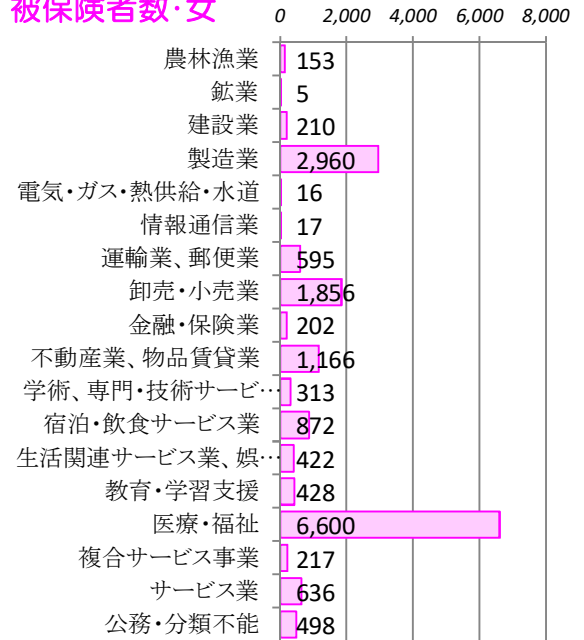 被保険者数・女
0 2,000 4,000 6,000 8,000
農林漁業 153
鉱業 5
建設業 210
製造業 2,960
電気・ガス・熱供給・水道 16
情報通信業 17
運輸業、郵便業 595
卸売・小売業 1,856
金融・保険業 202
不動産業、物品賃貸業 1,166
学術、専門・技術サービ… 313
宿泊・飲食サービス業 872
生活関連サービス業、娯… 422
教育・学習支援 428
医療・福祉 6,600
複合サービス事業 217
サービス業 636
公務・分類不能 498